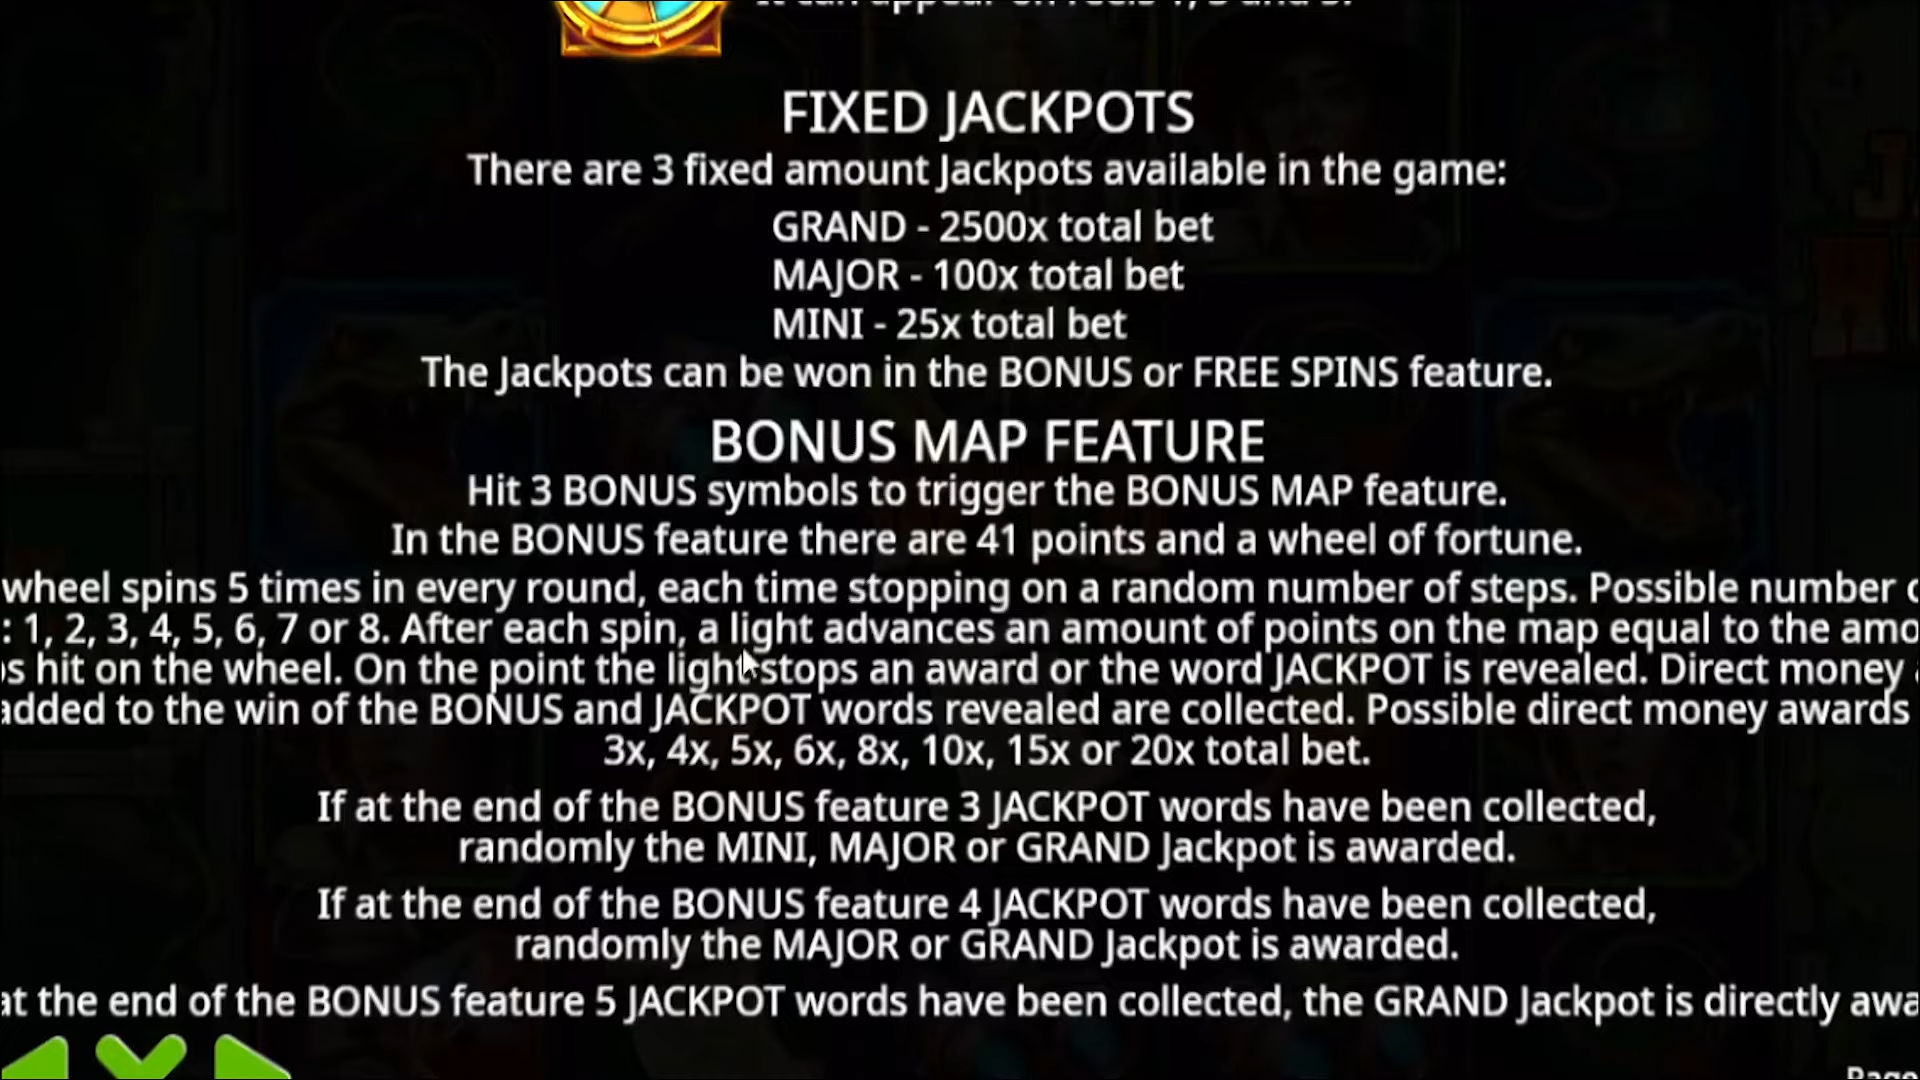 It can appear on reels 1, 3 and 5.
FIXED JACKPOTS
There are 3 fixed amount Jackpots available in the game:
GRAND - 2500x total bet
MAJOR - 100x total bet
MINI - 25x total bet
The Jackpots can be won in the BONUS or FREE SPINS feature.
BONUS MAP FEATURE
Hit 3 BONUS symbols to trigger the BONUS MAP feature.
In the BONUS feature there are 41 points and a wheel of fortune.
wheel spins 5 times in every round, each time stopping on a random number of steps. Possible number
: 1, 2, 3, 4, 5, 6, 7 or 8. After each spin, a light advances an amount of points on the map equal to the amo
s hit on the wheel. On the point the light stops an award or the word JACKPOT is revealed. Direct money
added to the win of the BONUS and JACKPOT words revealed are collected. Possible direct money awards
3x, 4x, 5x, 6x, 8x, 10x, 15x or 20x total bet.
If at the end of the BONUS feature 3 JACKPOT words have been collected,
randomly the MINI, MAJOR or GRAND Jackpot is awarded.
If at the end of the BONUS feature 4 JACKPOT words have been collected,
randomly the MAJOR or GRAND Jackpot is awarded.
at the end of the BONUS feature 5 JACKPOT words have been collected, the GRAND Jackpot is directly awa